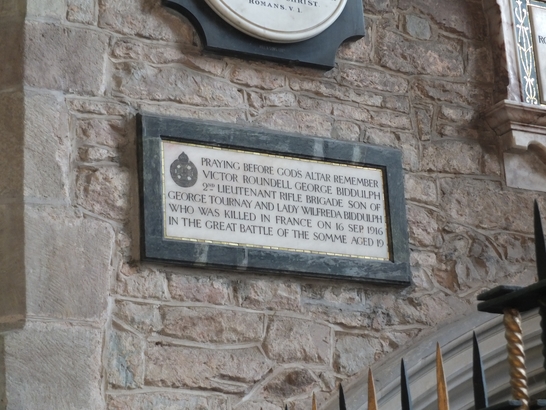 CHRIST
ROMANS. V. I.
PRAYING BEFORE GODS ALTAR REMEMBER
VICTOR ROUNDELL GEORGE BIDDULPH
2ND LIEUTENANT RIFLE BRIGADE SON OF
GEORGE TOURNAY AND LADY WILFREDA BIDDULPH
WHO WAS KILLED IN FRANCE ON 16 SEP. 1916
IN THE GREAT BATTLE OF THE SOMME AGED 19